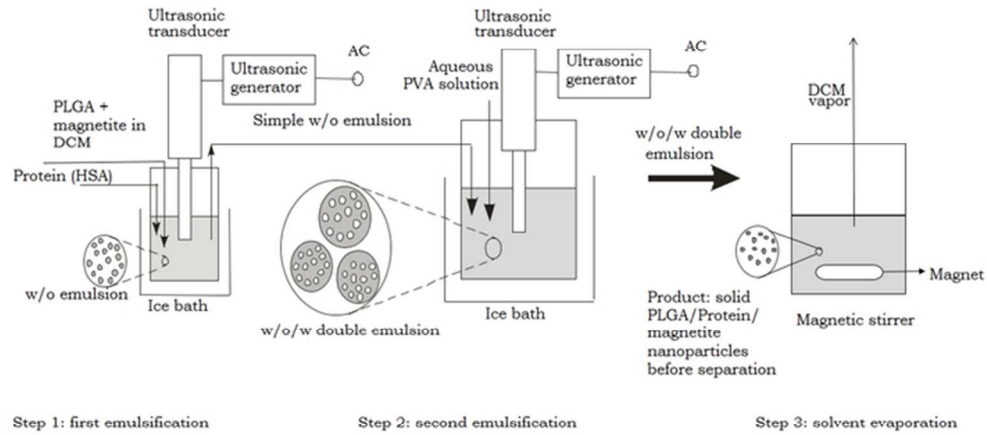 Ultrasonic
transducer
AC
Ultrasonic
generator
PLGA +
magnetite in
DCM
Simple w/o emulsion
Protein (HSA)
w/o emulsion
Ice bath
Ultrasonic
transducer
AC
Aqueous
PVA solution
Ultrasonic
generator
w/o/w double emulsion
Ice bath
w/o/w double
emulsion
DCM
vapor
Magnet
Product: solid
PLGA/Protein/
magnetite
nanoparticles
before separation
Magnetic stirrer
Step 1: first emulsification
Step 2: second emulsification
Step 3: solvent evaporation